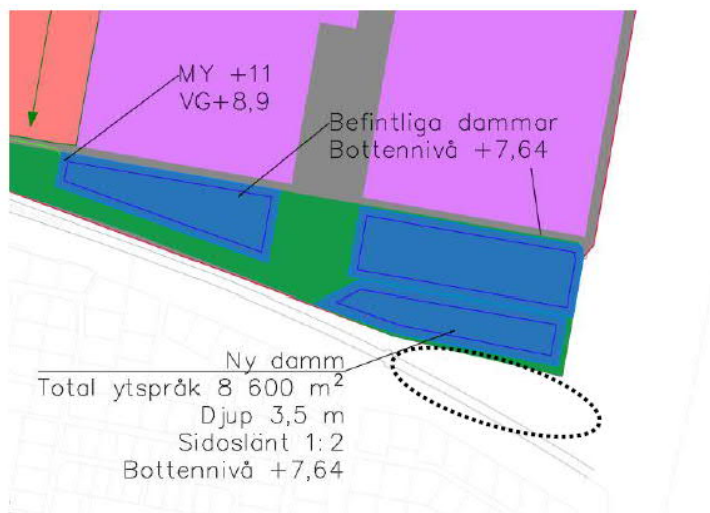 MY +11
VG+8,9
Befintliga dammar
Bottennivå +7,64
Ny damm
Total ytspråk 8 600 m²
Djup 3,5 m
Sidoslänt 1:2
Bottennivå +7,64